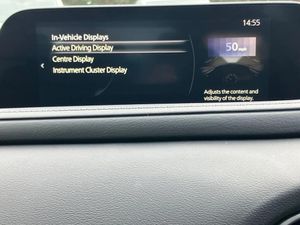 14:55
In-Vehicle Displays
Active Driving Display
Centre Display
Instrument Cluster Display
50 mph
Adjusts the content and
visibility of the display.